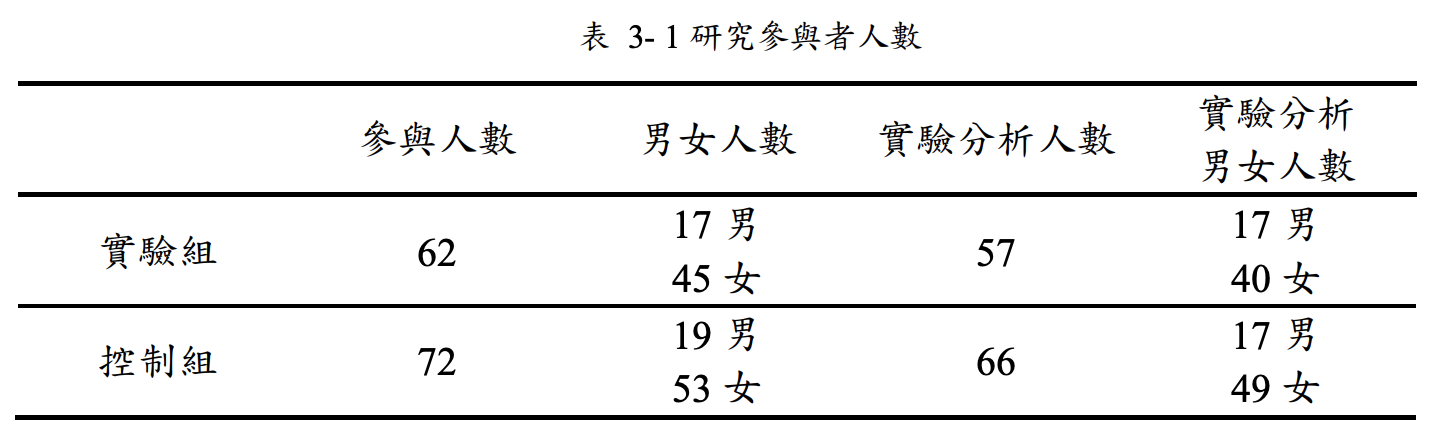 表 3- 1 研究參與者人數
參與人數 男女人數 實驗分析人數 實驗分析
男女人數
實驗組 62 17 男 57 17 男
45 女 40 女
控制組 72 19 男 66 17 男
53 女 49 女